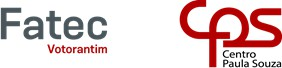 Fatec
Votorantim
cps
Centro
Paula Souza